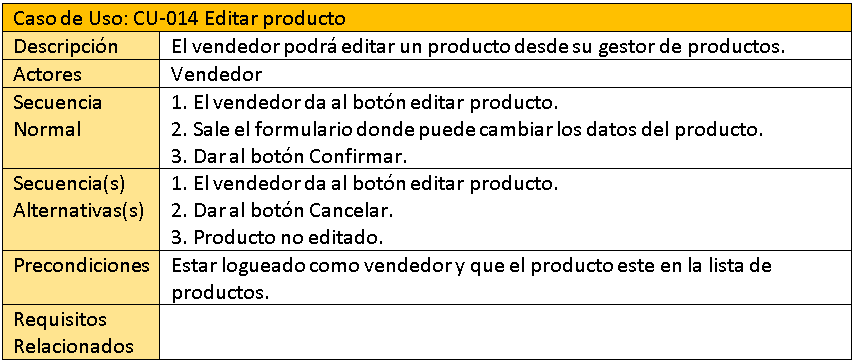 Caso de Uso: CU-014 Editar producto
Descripción El vendedor podrá editar un producto desde su gestor de productos.
Actores Vendedor
Secuencia Normal
1. El vendedor da al botón editar producto.
2. Sale el formulario donde puede cambiar los datos del producto.
3. Dar al botón Confirmar.
Secuencia(s) Alternativas(s)
1. El vendedor da al botón editar producto.
2. Dar al botón Cancelar.
3. Producto no editado.
Precondiciones Estar logueado como vendedor y que el producto este en la lista de
productos.
Requisitos
Relacionados